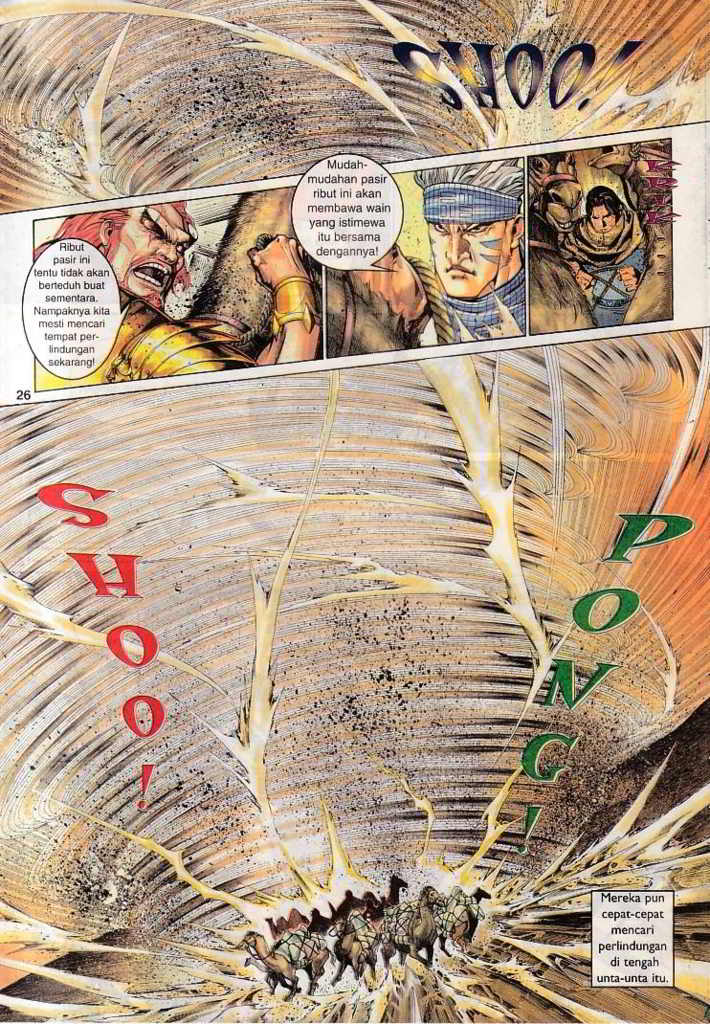 SHOO!
Ribut
pasir ini
tentu tidak akan
berteduh buat
sementara.
Nampaknya kita
mesti mencari
tempat per-
lindungan
sekarang!
Mudah-
mudahan pasir
ribut ini akan
membawa wain
yang istimewa
itu bersama
dengannya!!
26
SHOO!
PONG!
Mereka pun
cepat-cepat
mencari
perlindungan
di tengah
unta-unta itu.